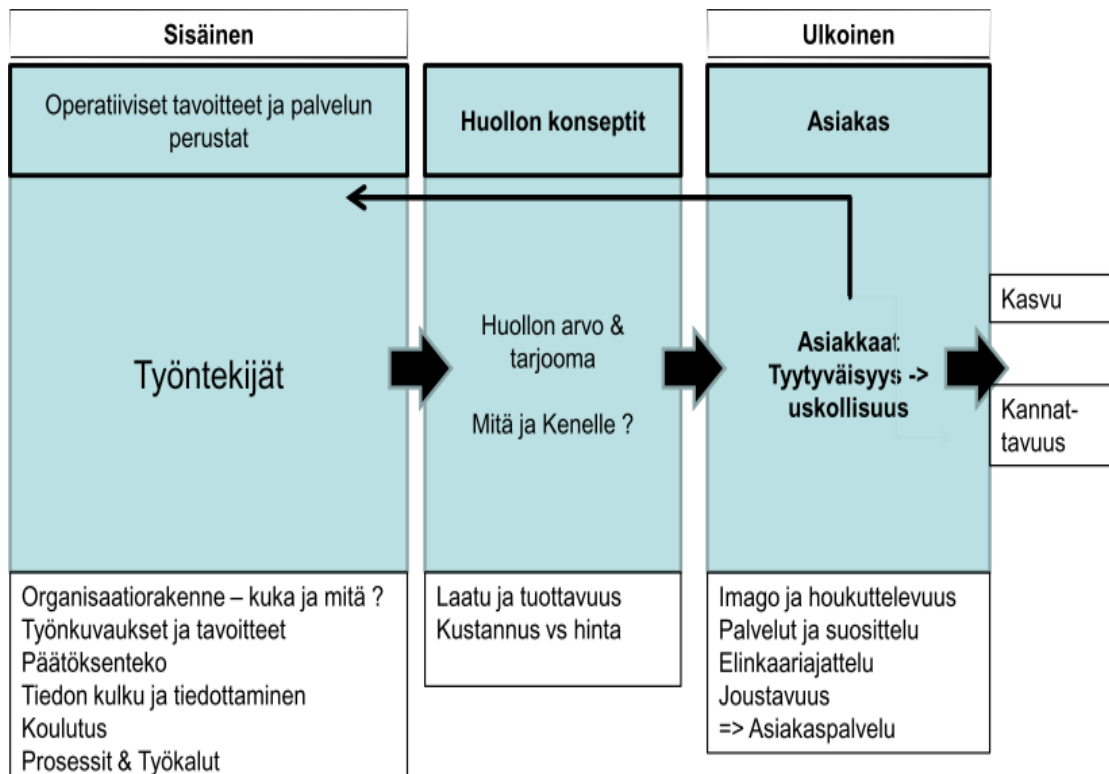 Sisäinen
Ulkoinen
Operatiiviset tavoitteet ja palvelun
perustat
Huollon konseptit
Asiakas
Työntekijät
Huollon arvo &
tarjooma
Mitä ja Kenelle ?
Asiakkaat:
Tyytyväisyys ->
uskollisuus
Kasvu
Kannat-
tavuus
Organisaatiorakenne – kuka ja mitä ?
Työnkuvaukset ja tavoitteet
Päätöksenteko
Tiedon kulku ja tiedottaminen
Koulutus
Prosessit & Työkalut
Laatu ja tuottavuus
Kustannus vs hinta
Imago ja houkuttelevuus
Palvelut ja suosittelu
Elinkaariajattelu
Joustavuus
=> Asiakaspalvelu